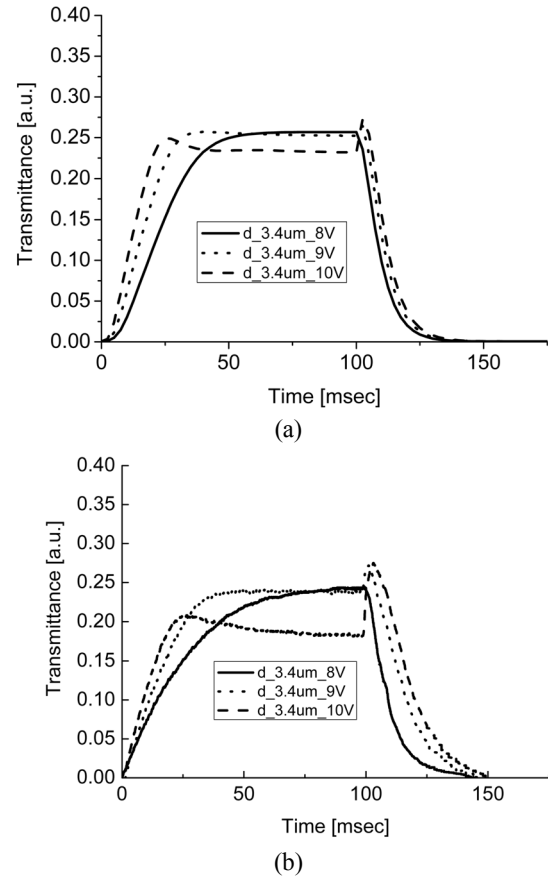 0.40
0.35
0.30
0.25
0.20
0.15
0.10
0.05
0.00
Transmittance [a.u.]
d_3.4um_8V
d_3.4um_9V
d_3.4um_10V
0 50 100 150
Time [msec]
(a)
0.40
0.35
0.30
0.25
0.20
0.15
0.10
0.05
0.00
Transmittance [a.u.]
d_3.4um_8V
d_3.4um_9V
d_3.4um_10V
0 50 100 150
Time [msec]
(b)